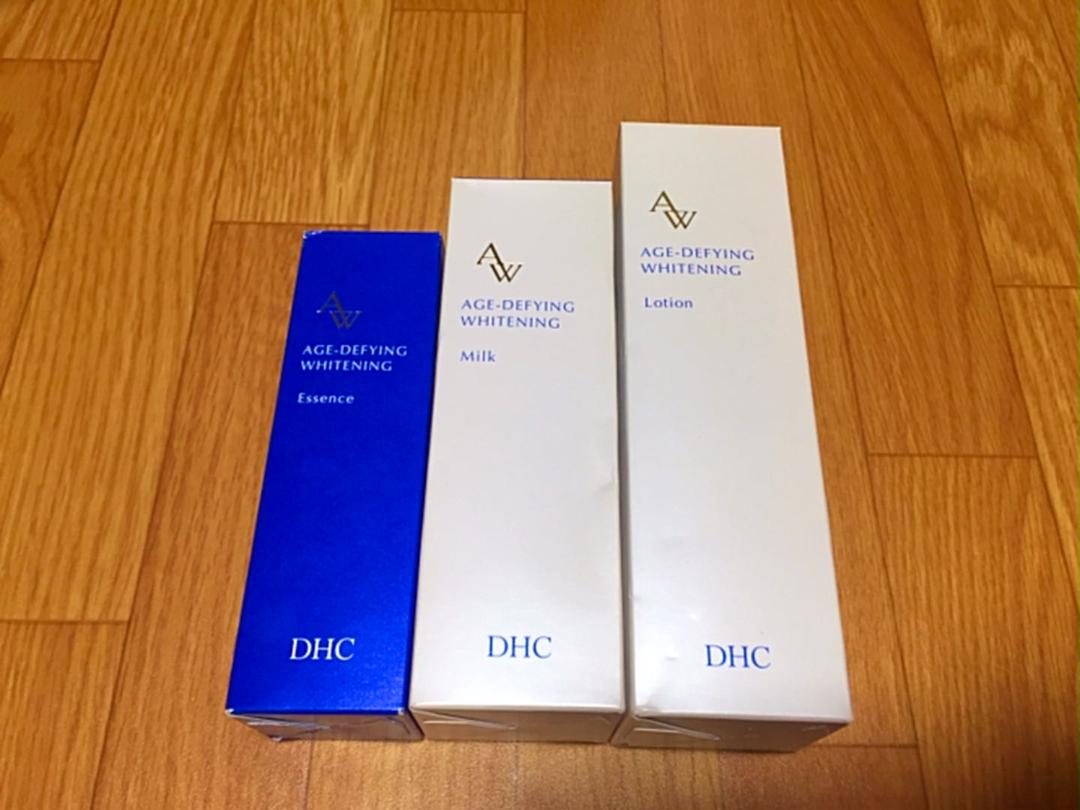 AW
AGE-DEFYING
WHITENING
Essence
DHC
AW
AGE-DEFYING
WHITENING
Milk
DHC
AW
AGE-DEFYING
WHITENING
Lotion
DHC